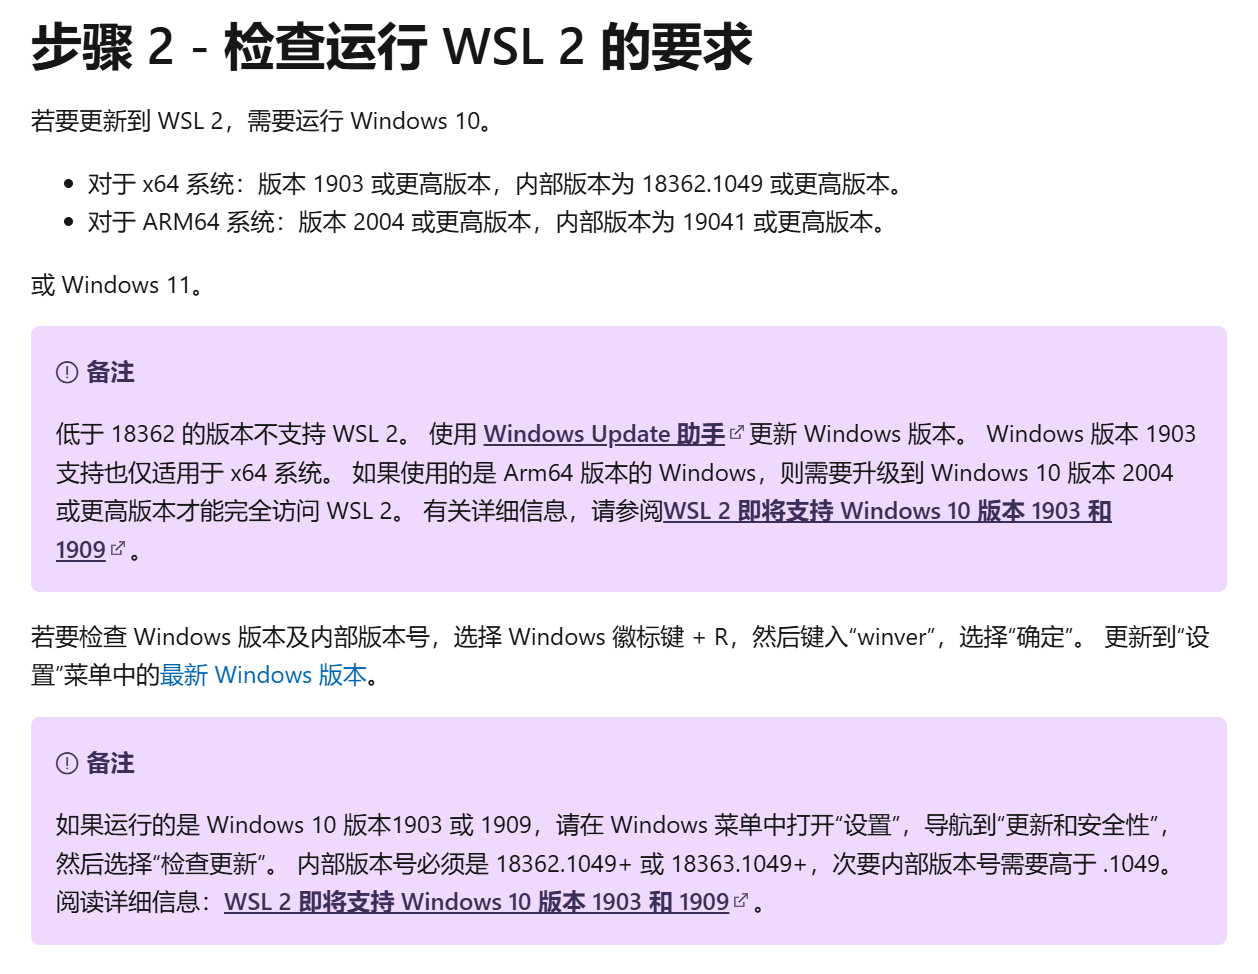 步骤 2 - 检查运行 WSL 2 的要求
若要更新到 WSL 2，需要运行 Windows 10。
• 对于 x64 系统：版本 1903 或更高版本，内部版本为 18362.1049 或更高版本。
• 对于 ARM64 系统：版本 2004 或更高版本，内部版本为 19041 或更高版本。
或 Windows 11。
备注
低于 18362 的版本不支持 WSL 2。 使用 Windows Update 助手更新 Windows 版本。 Windows 版本 1903
支持也仅适用于 x64 系统。 如果使用的是 Arm64 版本的 Windows，则需要升级到 Windows 10 版本 2004
或更高版本才能完全访问 WSL 2。 有关详细信息，请参阅WSL 2 即将支持 Windows 10 版本 1903 和
1909。
若要检查 Windows 版本及内部版本号，选择 Windows 徽标键 + R，然后键入“winver”，选择“确定”。 更新到“设
置”菜单中的最新 Windows 版本。
备注
如果运行的是 Windows 10 版本1903 或 1909，请在 Windows 菜单中打开“设置”，导航到“更新和安全性”，
然后选择“检查更新”。 内部版本号必须是 18362.1049+ 或 18363.1049+，次要内部版本号需要高于 .1049。
阅读详细信息：WSL 2 即将支持 Windows 10 版本 1903 和 1909。